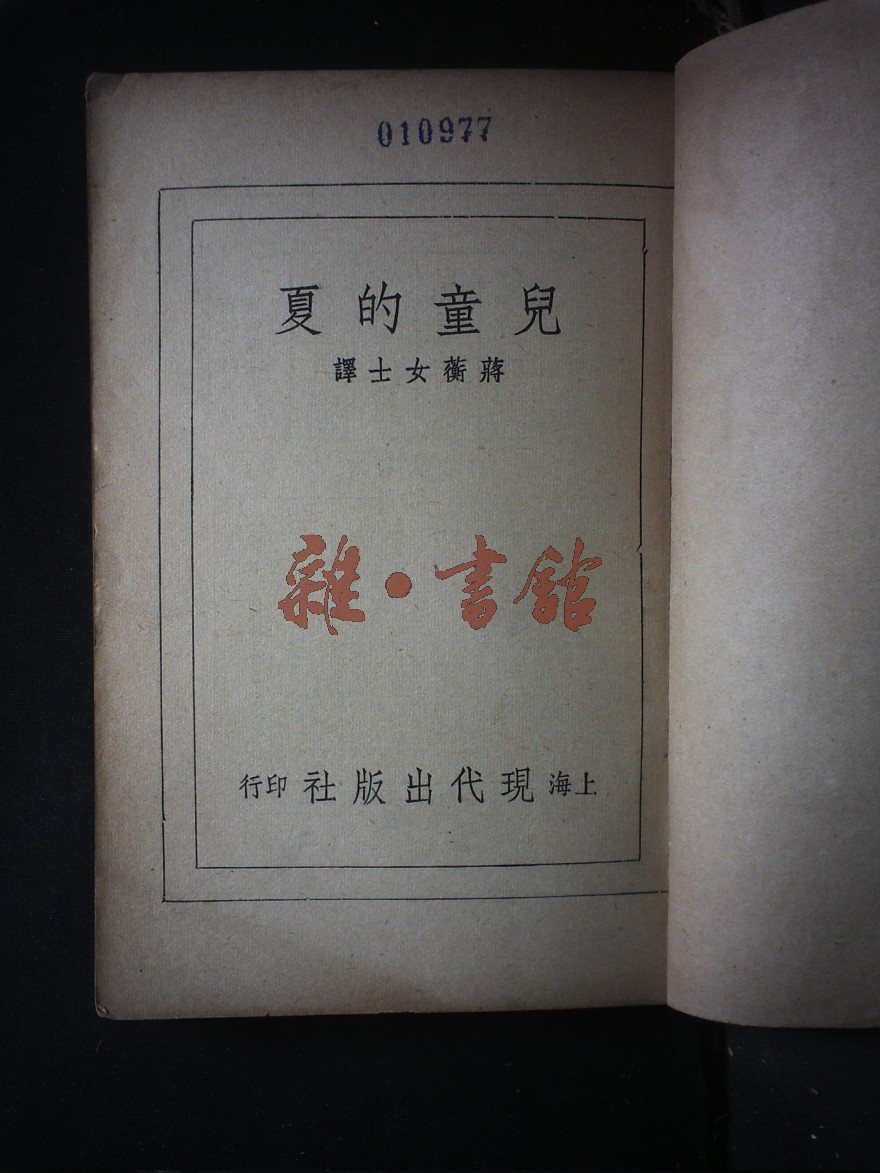 010977
兒童的夏
蔣蘅女士譯
雜•書館
上海現代出版社印行